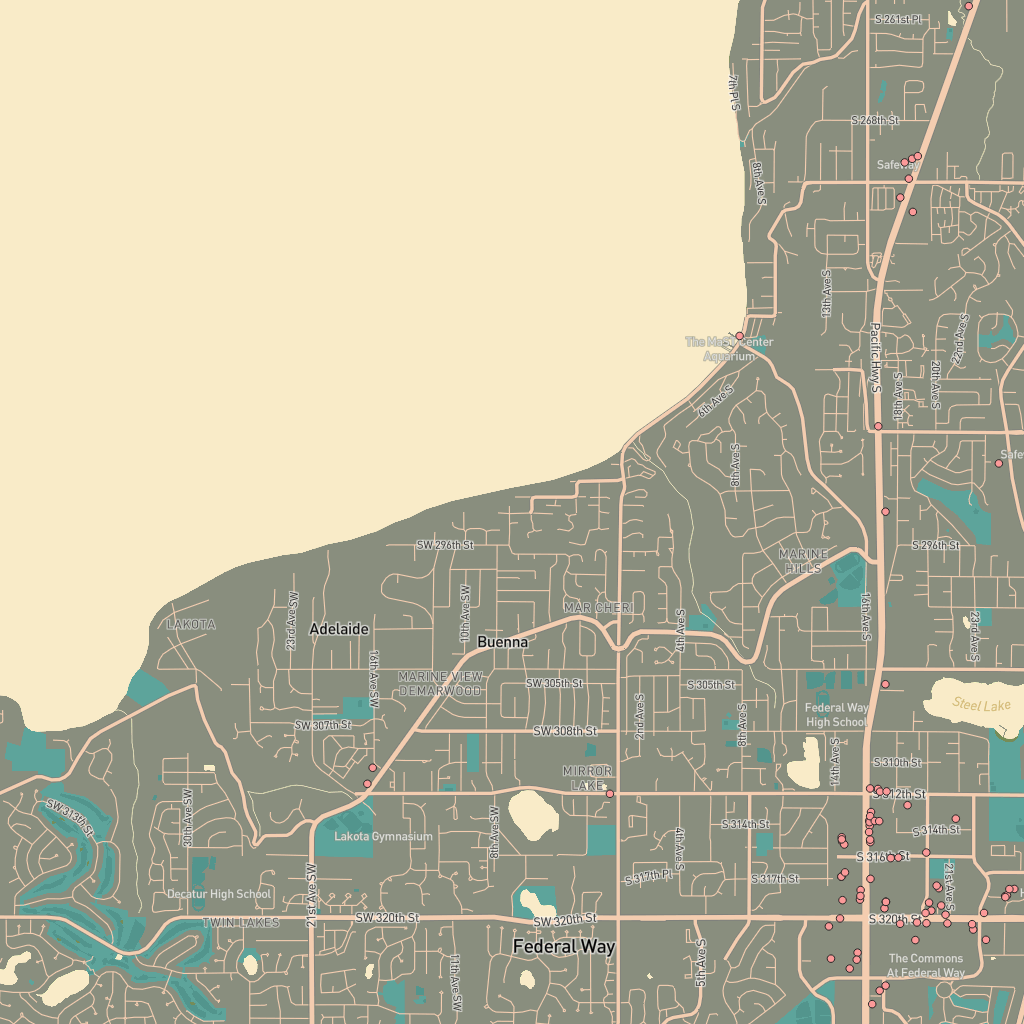 S 261st Pl
7th Pl S
S 268th St
Safeway
8th Ave S
13th Ave S
22nd Ave S
Pacific Hwy S
The MaST Center
Aquarium
20th Ave S
18th Ave S
6th Ave S
8th Ave S
SW 296th St
S 296th St
MARINE
HILLS
16th Ave S
LAKOTA
23rd Ave SW
Adelaide
10th Ave SW
MAR CHERI
Buenna
4th Ave S
23rd Ave S
16th Ave SW
MARINE VIEW
DEMARWOOD
SW 305th St
S 305th St
2nd Ave S
8th Ave S
Federal Way
High School
Steel Lake
SW 307th St
SW 308th St
14th Ave S
S 310th St
MIRROR
LAKE
S 312th St
SW 313th St
30th Ave SW
Lakota Gymnasium
8th Ave SW
4th Ave S
S 314th St
S 314th St
S 316th St
S 317th Pl
S 317th St
21st Ave S
Decatur High School
21st Ave SW
TWIN LAKES
SW 320th St
SW 320th St
S 320th St
Federal Way
5th Ave S
11th Ave SW
The Commons
At Federal Way